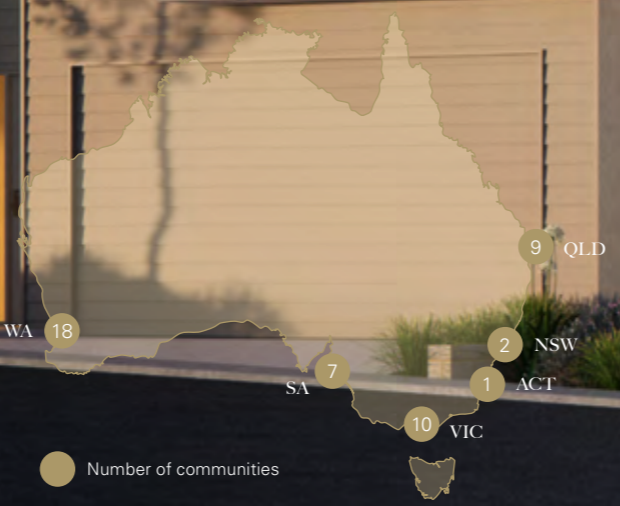 9 QLD
WA 18
2 NSW
7
SA
1 ACT
10 VIC
Number of communities